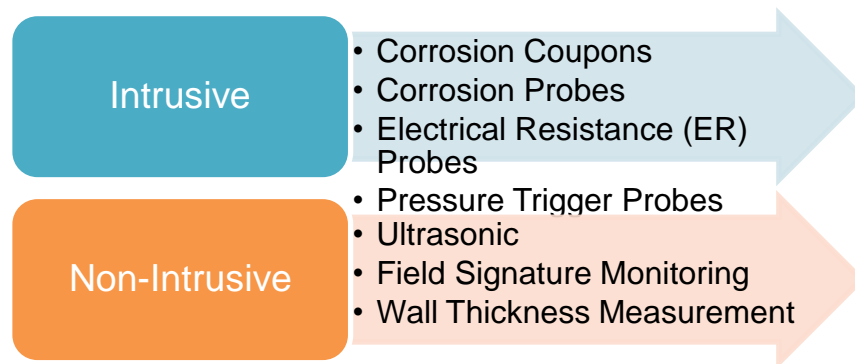 Intrusive
• Corrosion Coupons
• Corrosion Probes
• Electrical Resistance (ER)
Probes
• Pressure Trigger Probes
Non-Intrusive
• Ultrasonic
• Field Signature Monitoring
• Wall Thickness Measurement